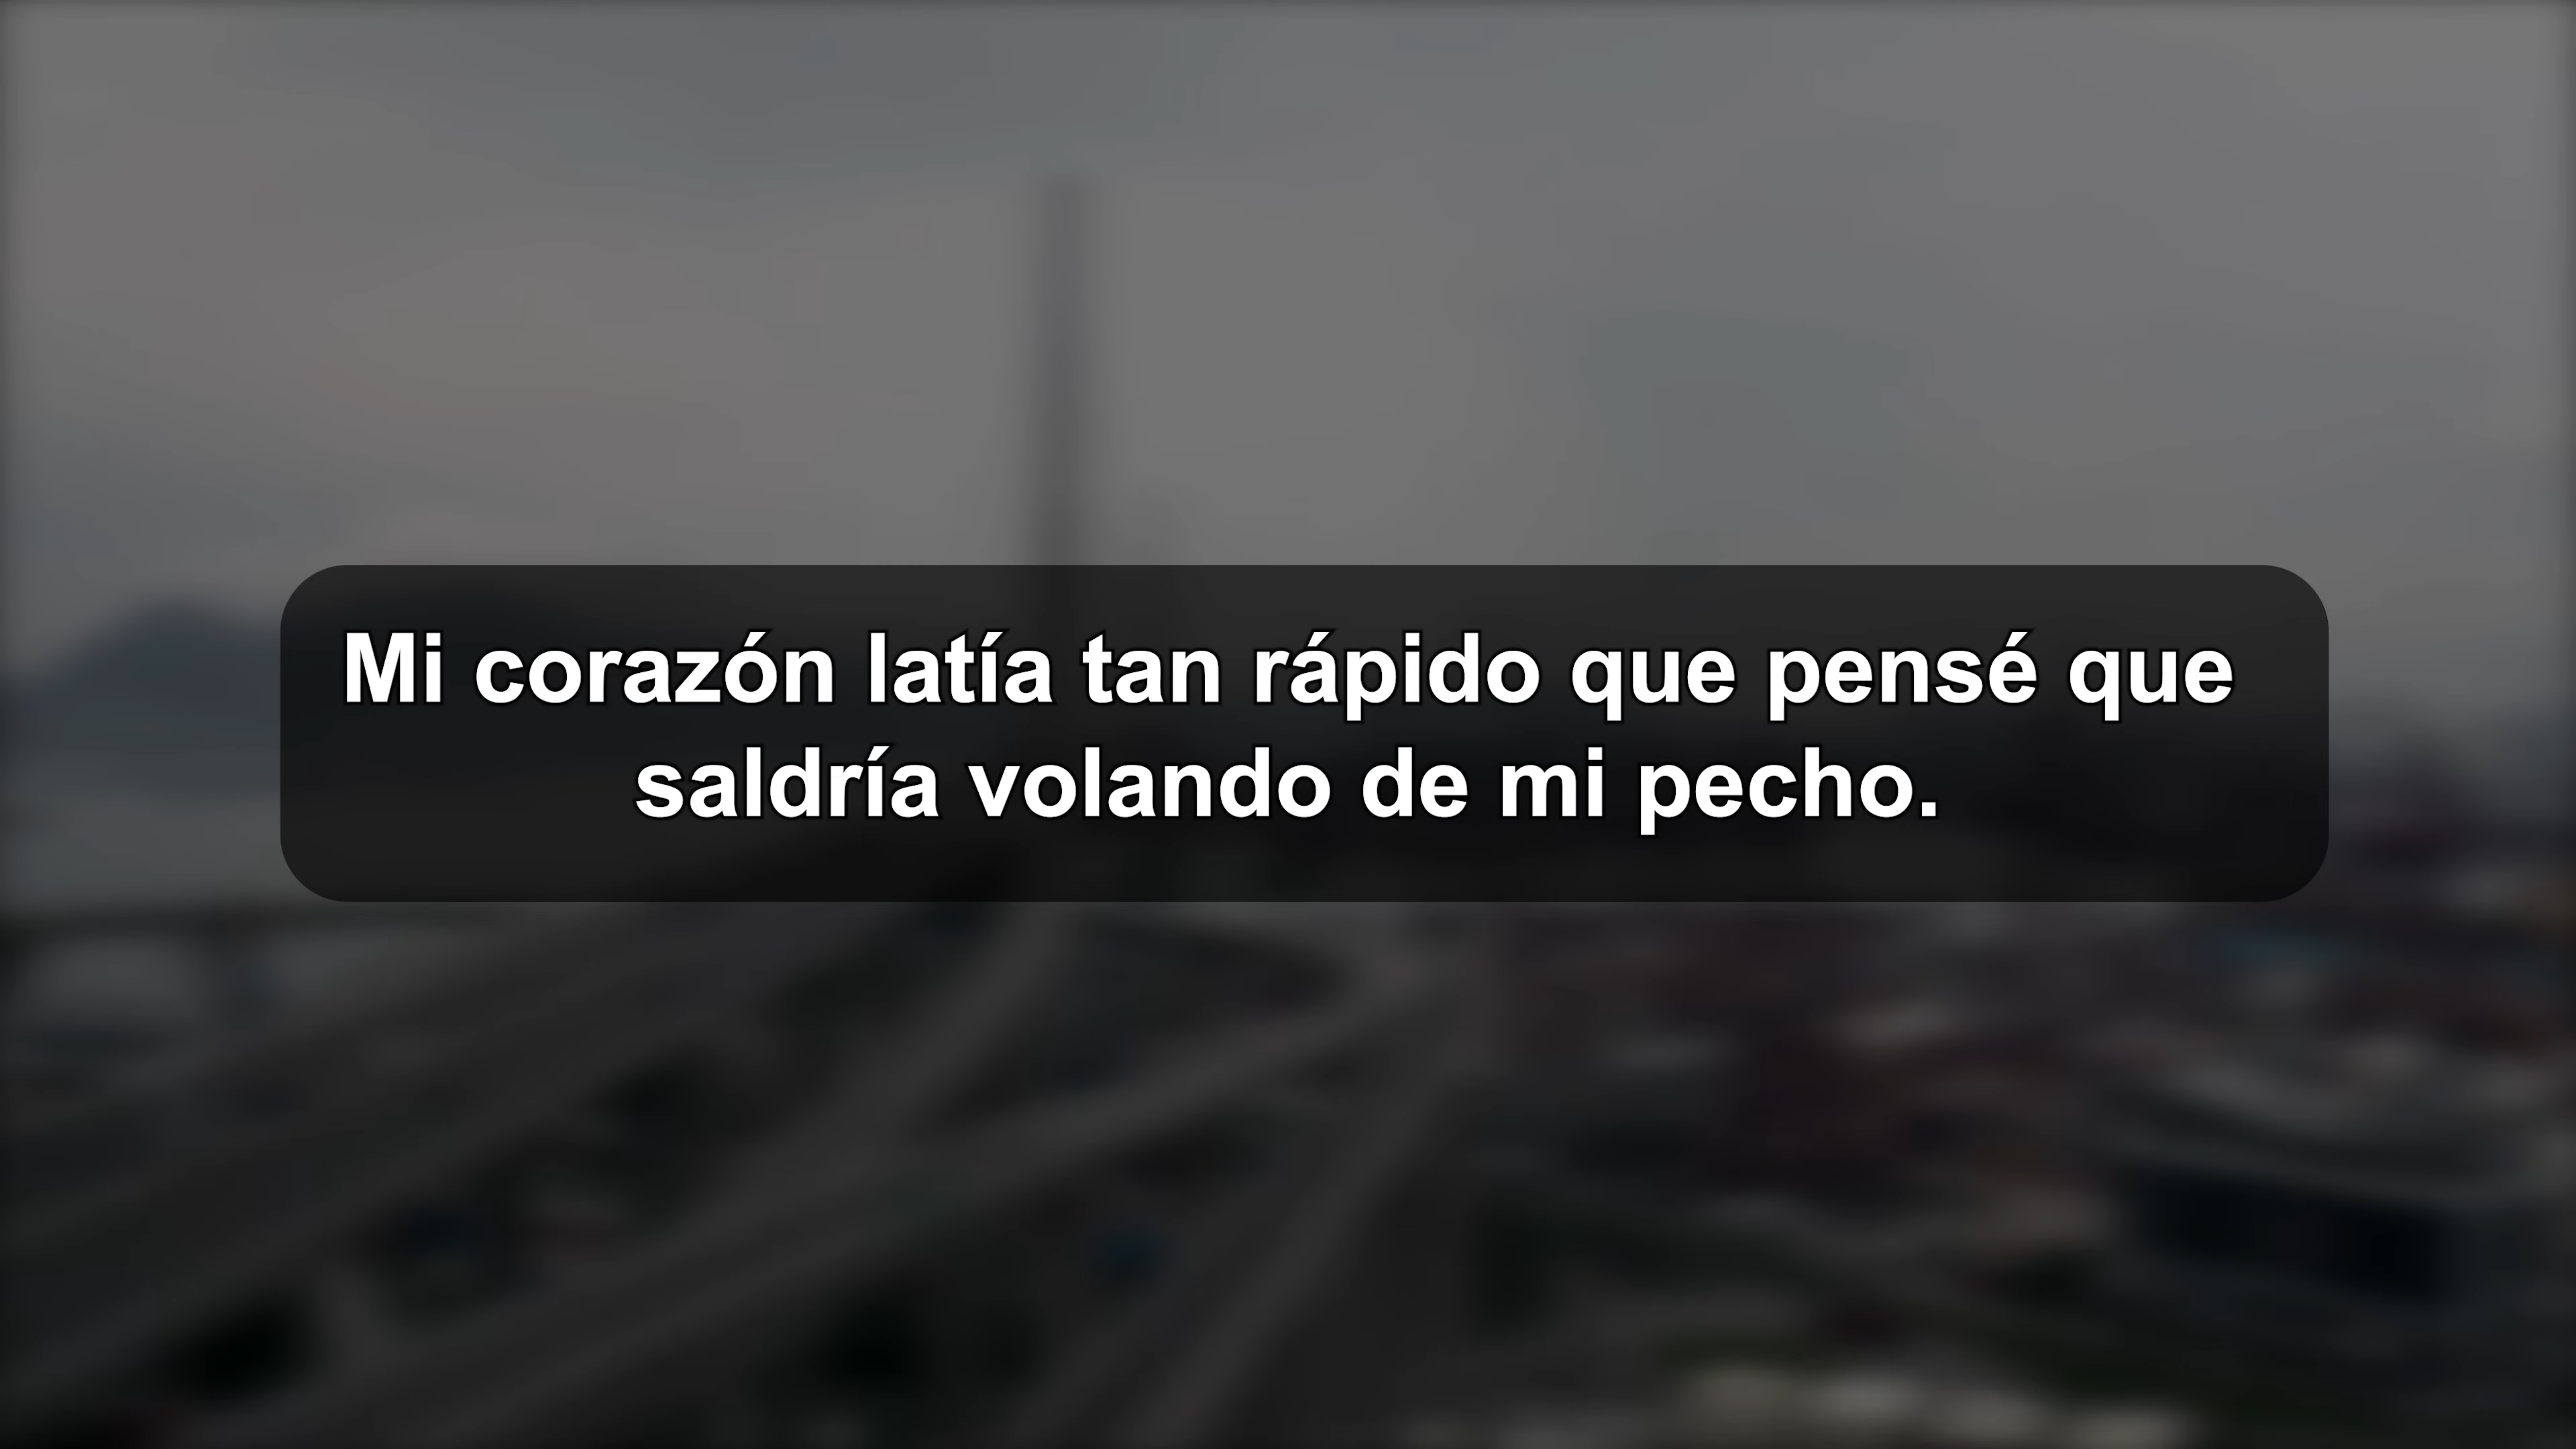 Mi corazón latía tan rápido que pensé que
saldría volando de mi pecho.